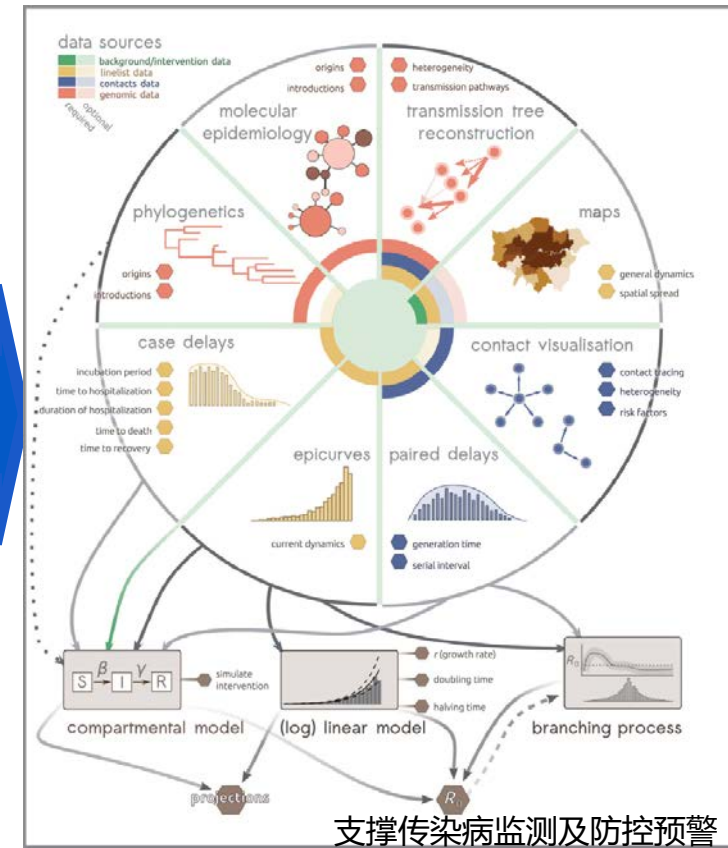 data sources
background/intervention data
linelist data
contacts data
genomic data
required
optional
origins
introductions
molecular
epidemiology
heterogeneity
transmission pathways
transmission tree
reconstruction
phylogenetics
origins
introductions
maps
general dynamics
spatial spread
case delays
incubation period
time to hospitalization
duration of hospitalization
time to death
time to recovery
contact visualisation
contact tracing
heterogeneity
risk factors
epicurves
current dynamics
paired delays
generation time
serial interval
S β I γ R
simulate
intervention
compartmental model
r (growth rate)
doubling time
halving time
(log) linear model
R₀
branching process
projections
R₀
支撑传染病监测及防控预警